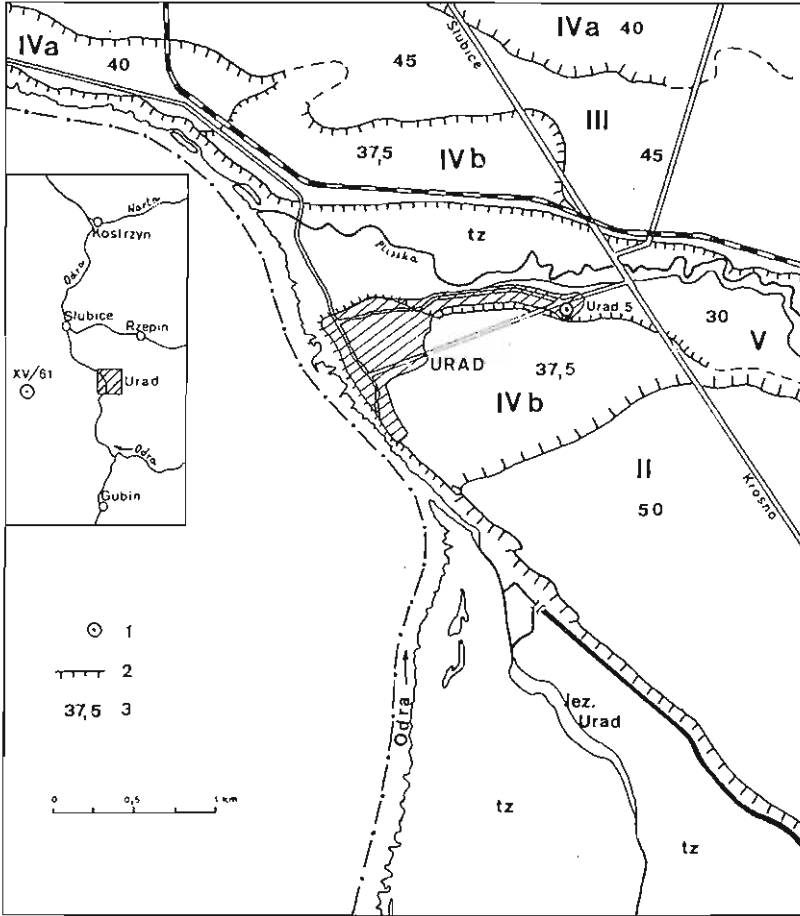 IVa
40
45
IVa 40
Słubice
III
45
37,5
IVb
tz
Pliszka
Urad 5
30
V
URAD
37,5
IVb
II
50
Krosno
Warta
Kostrzyn
Odra
Słubice
Rzepin
XV/61
Urad
Odra
Gubin
1
2
37,5 3
0 0,5 1 km
Odra
jez.
Urad
tz
tz